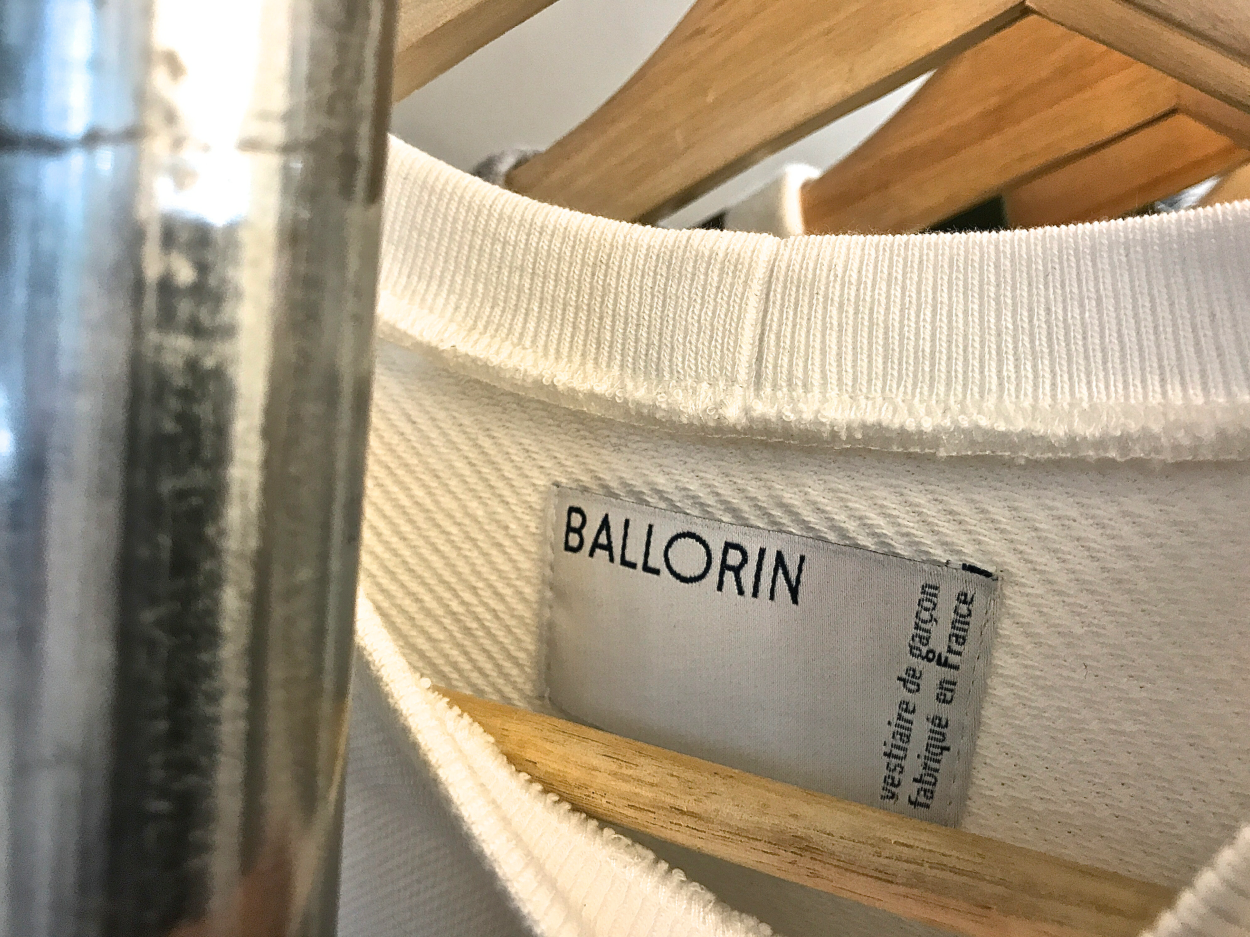 BALLORIN
vestiaire de garçon
fabriqué en France